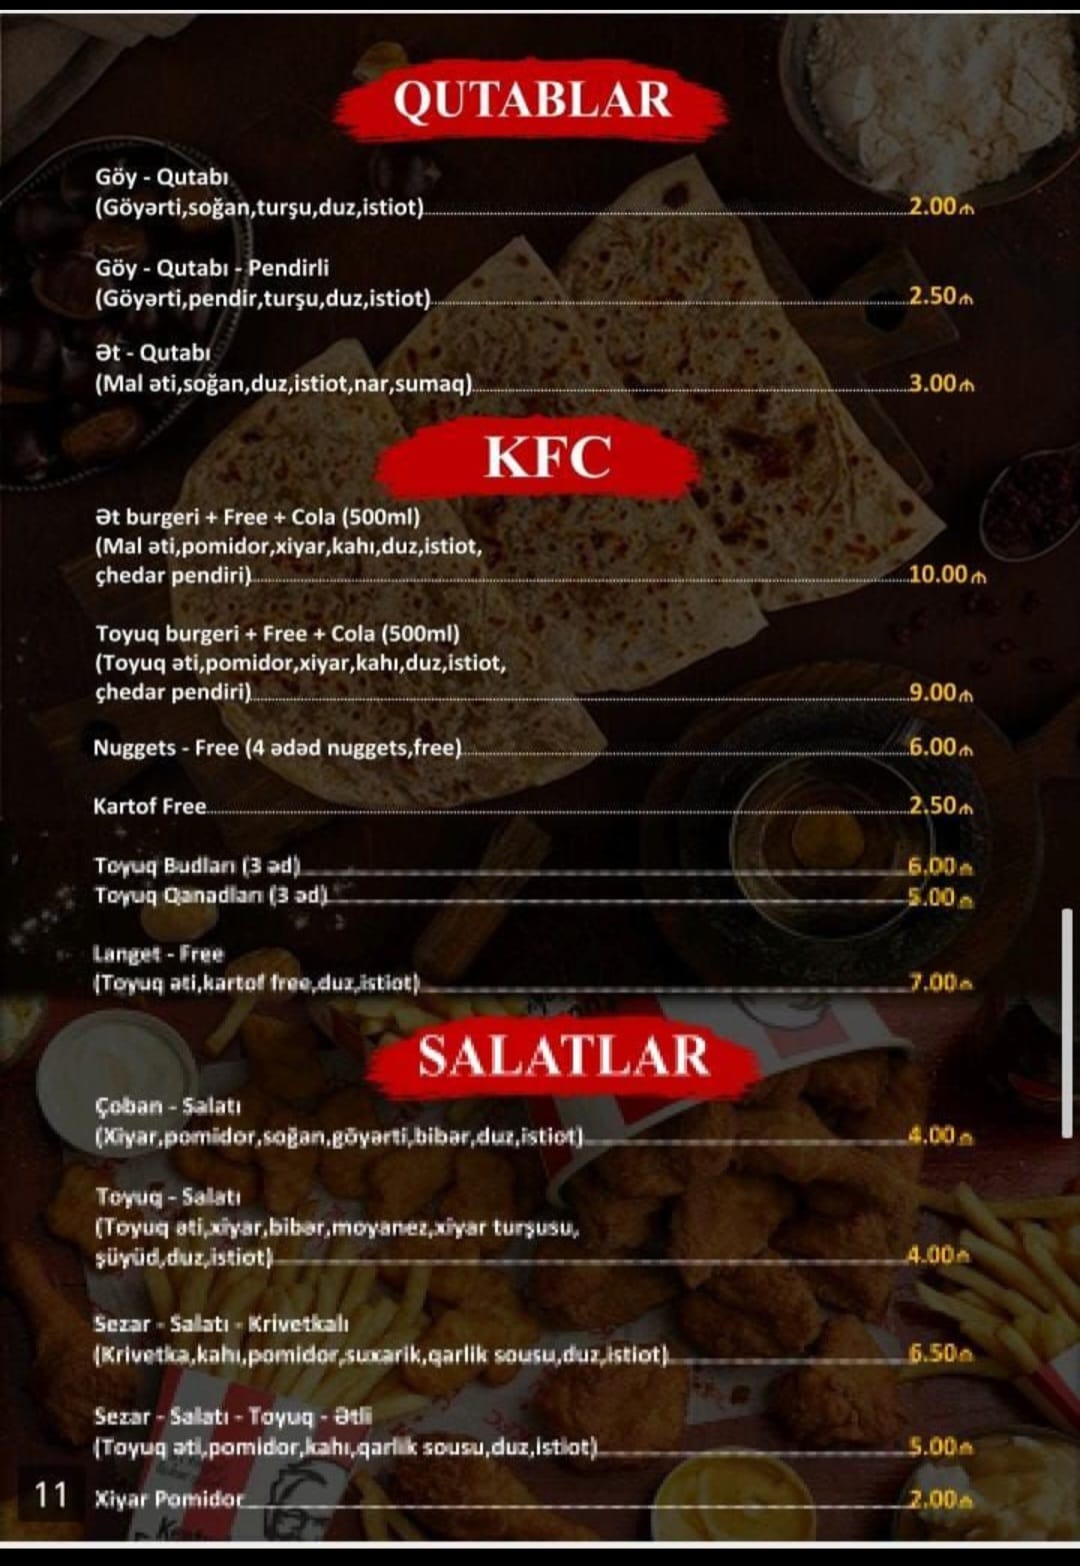 QUTABLAR
Göy - Qutabı
(Göyərti,soğan,turşu,duz,istiot) 2.00₼
Göy - Qutabı - Pendirli
(Göyərti,pendir,turşu,duz,istiot) 2.50₼
Ət - Qutabı
(Mal əti,soğan,duz,istiot,nar,sumaq) 3.00₼
KFC
Ət burgeri + Free + Cola (500ml)
(Mal əti,pomidor,xiyar,kahı,duz,istiot,
çhedar pendiri) 10.00₼
Toyuq burgeri + Free + Cola (500ml)
(Toyuq əti,pomidor,xiyar,kahı,duz,istiot,
çhedar pendiri) 9.00₼
Nuggets - Free (4 ədəd nuggets,free) 6.00₼
Kartof Free 2.50₼
Toyuq Budları (3 əd) 6.00₼
Toyuq Qanadları (3 əd) 5.00₼
Langet - Free
(Toyuq əti,kartof free,duz,istiot) 7.00₼
SALATLAR
Çoban - Salatı
(Xiyar,pomidor,soğan,göyərti,bibər,duz,istiot) 4.00₼
Toyuq - Salatı
(Toyuq əti,xiyar,bibər,moyanez,xiyar turşusu,
şüyüd,duz,istiot) 4.00₼
Sezar - Salatı - Krivetkalı
(Krivetka,kahı,pomidor,suxarik,qarlik sousu,duz,istiot) 6.50₼
Sezar - Salatı - Toyuq - Ətli
(Toyuq əti,pomidor,kahı,qarlik sousu,duz,istiot) 5.00₼
11
Xiyar Pomidor 2.00₼